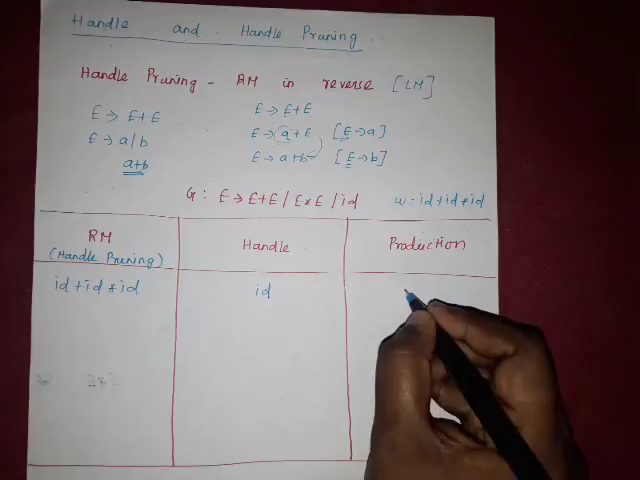 Handle and Handle Pruning.
Handle Pruning - RM in reverse [LM]
E → E+E
E → a/b
a+b
E → E+E
E → a+E [E→a]
E → a+b [E→b]
G: E → E+E / E*E / id w = id+id*id
RM (Handle Pruning) Handle Production
id+id*id id